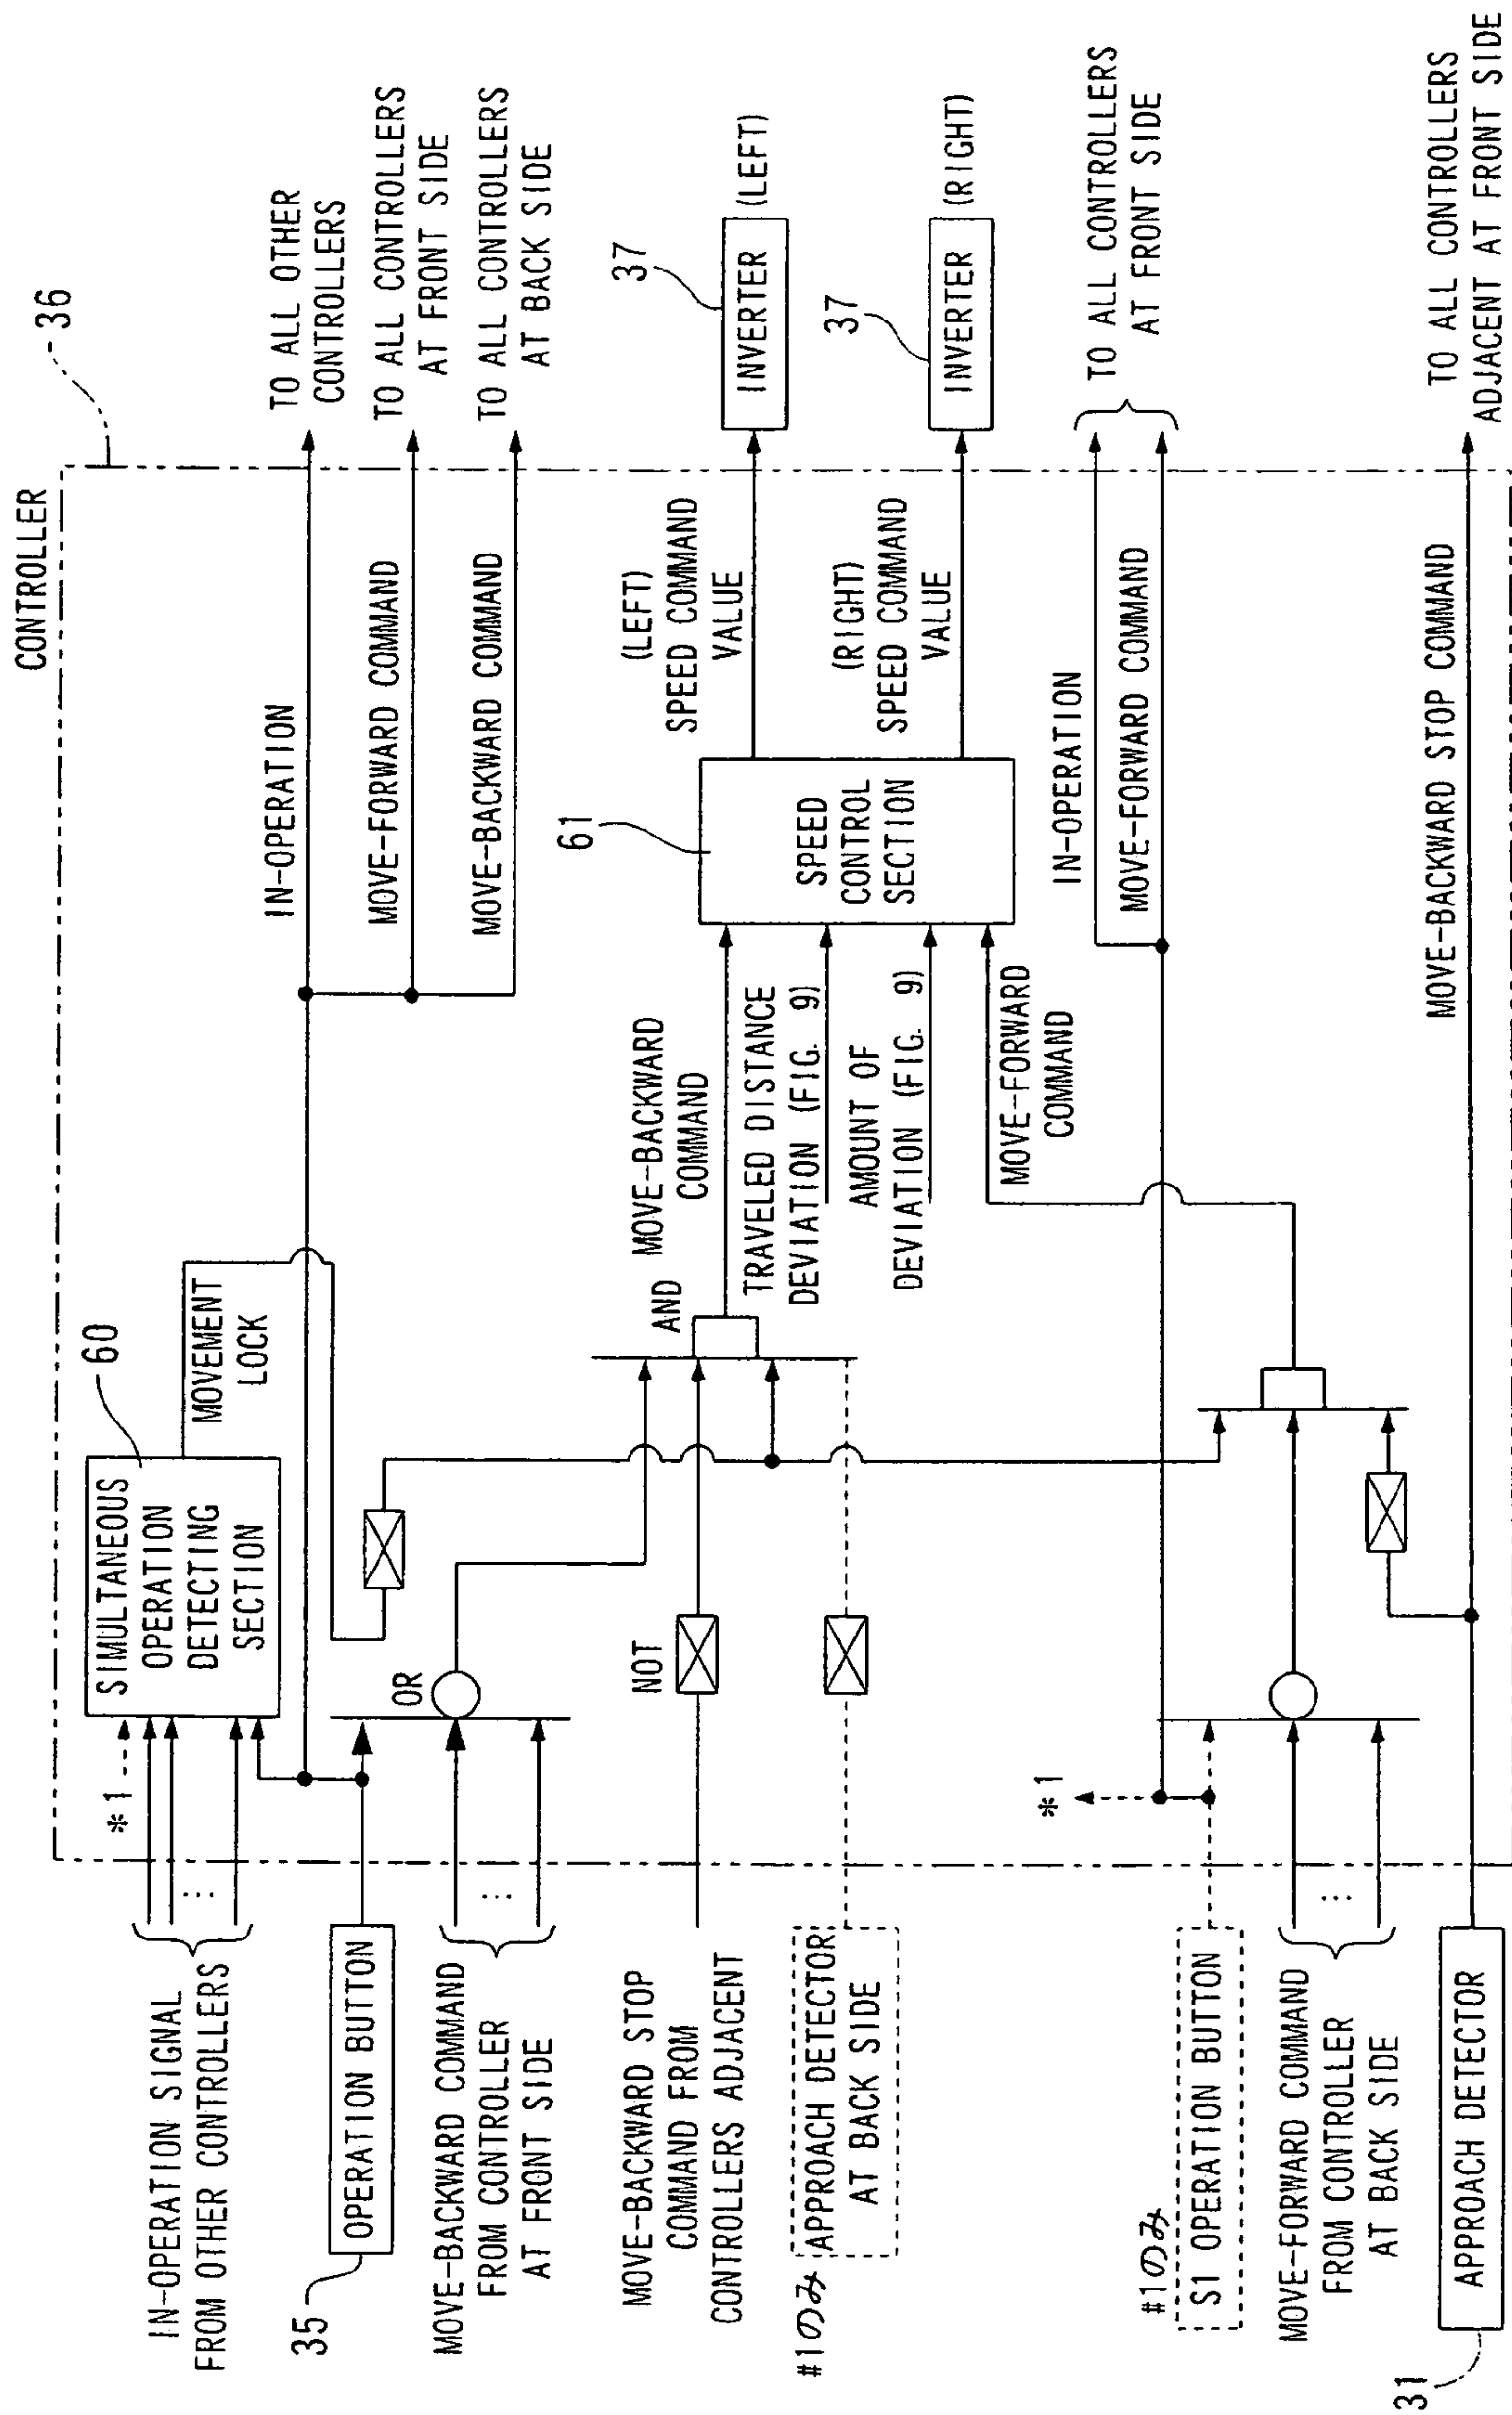 CONTROLLER
36
IN-OPERATION SIGNAL
FROM OTHER CONTROLLERS
*1
SIMULTANEOUS
OPERATION
DETECTING
SECTION
60
MOVEMENT
LOCK
IN-OPERATION
TO ALL OTHER
CONTROLLERS
MOVE-FORWARD COMMAND
TO ALL CONTROLLERS
AT FRONT SIDE
MOVE-BACKWARD COMMAND
TO ALL CONTROLLERS
AT BACK SIDE
OPERATION BUTTON
35
OR
MOVE-BACKWARD COMMAND
FROM CONTROLLER
AT FRONT SIDE
MOVE-BACKWARD STOP
COMMAND FROM
CONTROLLERS ADJACENT
NOT
AND
#1のみ
APPROACH DETECTOR
AT BACK SIDE
MOVE-BACKWARD
COMMAND
TRAVELED DISTANCE
DEVIATION (FIG. 9)
AMOUNT OF
DEVIATION (FIG. 9)
MOVE-FORWARD
COMMAND
61
SPEED
CONTROL
SECTION
(LEFT)
SPEED COMMAND
VALUE
(RIGHT)
SPEED COMMAND
VALUE
37
INVERTER
(LEFT)
37
INVERTER
(RIGHT)
*1
#1のみ
S1 OPERATION BUTTON
IN-OPERATION
MOVE-FORWARD COMMAND
TO ALL CONTROLLERS
AT FRONT SIDE
MOVE-FORWARD COMMAND
FROM CONTROLLER
AT BACK SIDE
APPROACH DETECTOR
31
MOVE-BACKWARD STOP COMMAND
TO ALL CONTROLLERS
ADJACENT AT FRONT SIDE